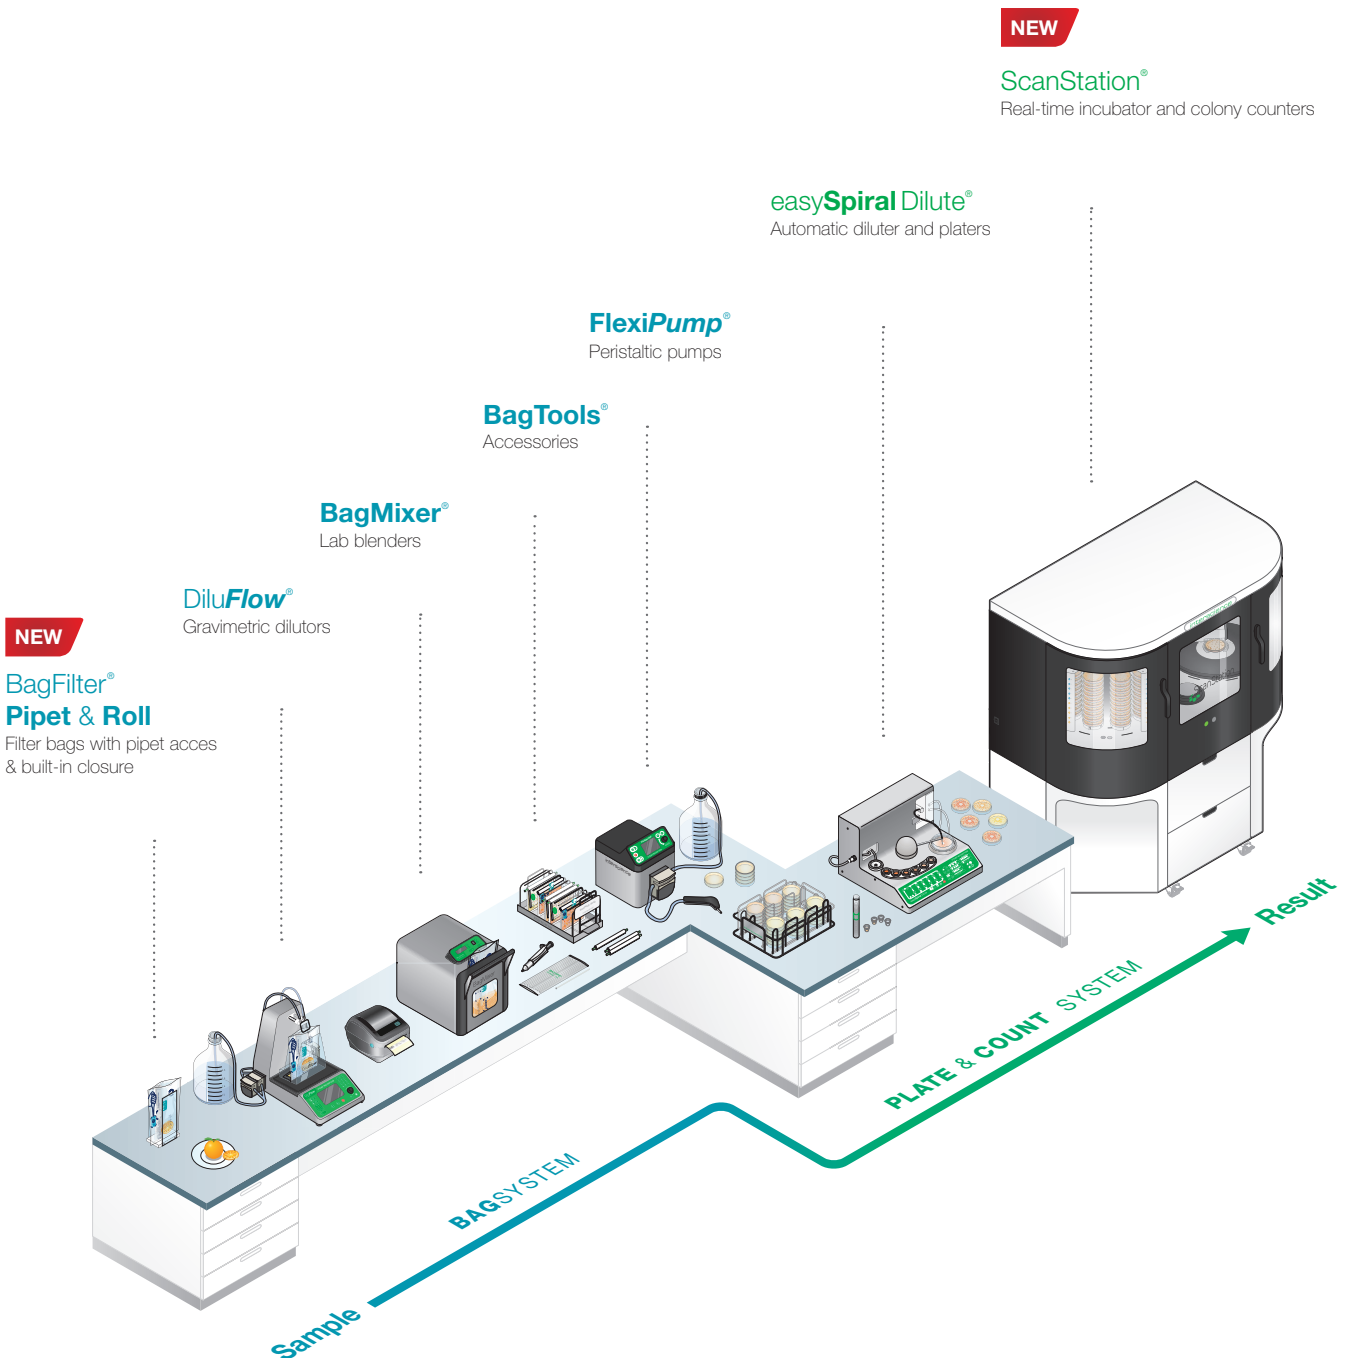 NEW
ScanStation®
Real-time incubator and colony counters
easySpiral Dilute®
Automatic diluter and platers
FlexiPump®
Peristaltic pumps
BagTools®
Accessories
BagMixer®
Lab blenders
DiluFlow®
Gravimetric dilutors
NEW
BagFilter®
Pipet & Roll
Filter bags with pipet acces
& built-in closure
Sample
BAGSYSTEM
PLATE & COUNT SYSTEM
Result